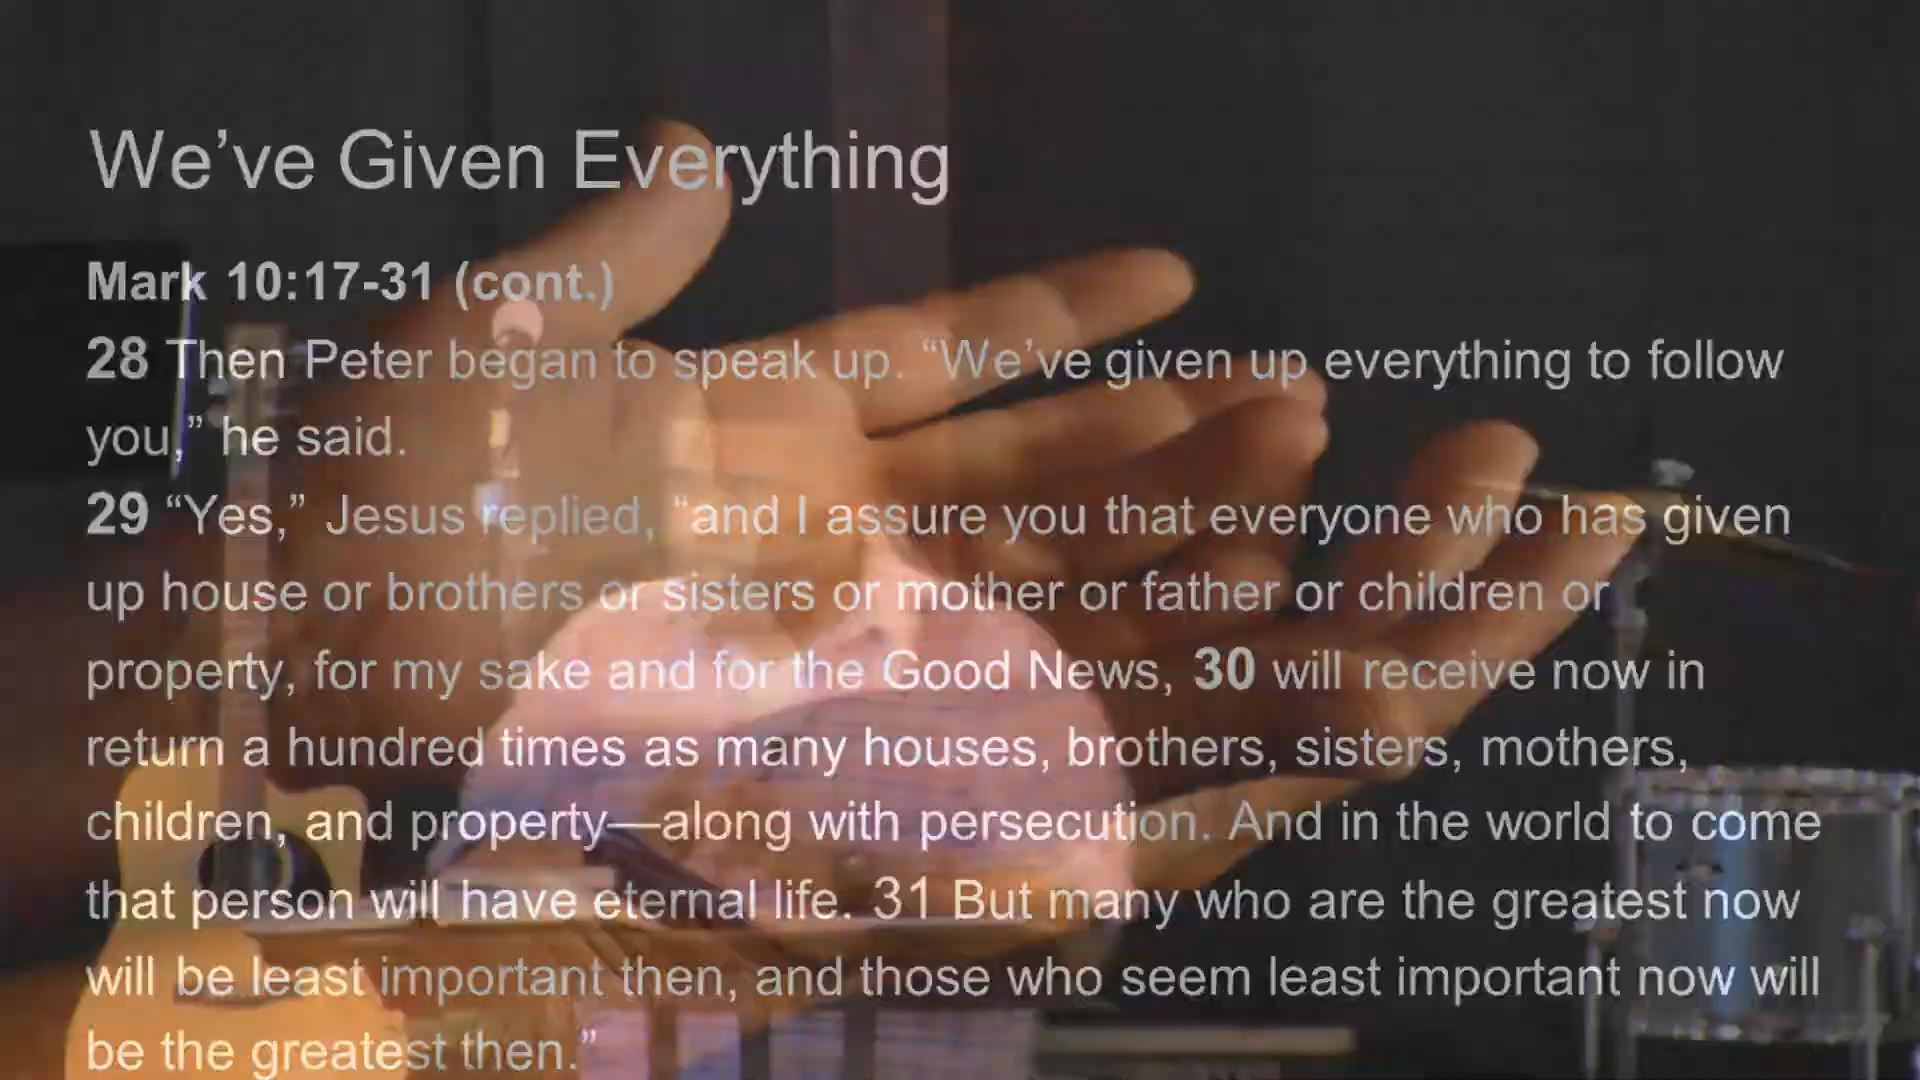 We’ve Given Everything
Mark 10:17-31 (cont.)
28 Then Peter began to speak up. “We’ve given up everything to follow
you,” he said.
29 “Yes,” Jesus replied, “and I assure you that everyone who has given
up house or brothers or sisters or mother or father or children or
property, for my sake and for the Good News, 30 will receive now in
return a hundred times as many houses, brothers, sisters, mothers,
children, and property—along with persecution. And in the world to come
that person will have eternal life. 31 But many who are the greatest now
will be least important then, and those who seem least important now will
be the greatest then.”